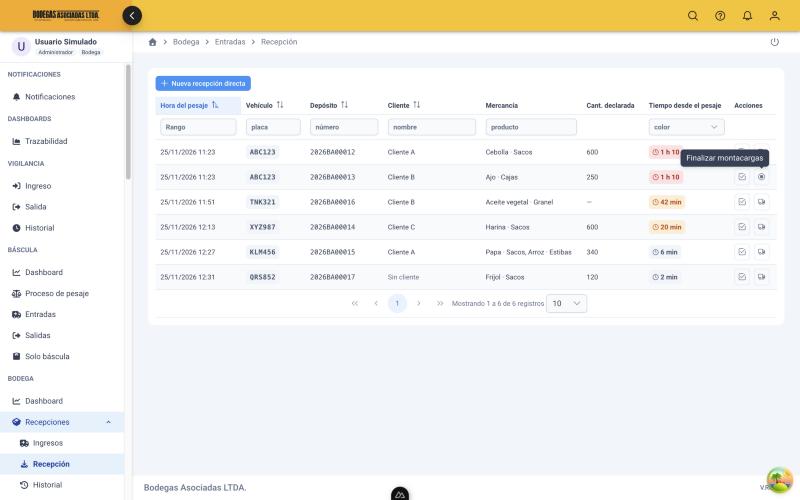 BODEGAS ASOCIADAS LTDA.
U
Usuario Simulado
Administrador Bodega
NOTIFICACIONES
Notificaciones
DASHBOARDS
Trazabilidad
VIGILANCIA
Ingreso
Salida
Historial
BÁSCULA
Dashboard
Proceso de pesaje
Entradas
Salidas
Solo báscula
BODEGA
Dashboard
Recepciones
Ingresos
Recepción
Historial
Bodega > Entradas > Recepción
+ Nueva recepción directa
Hora del pesaje Vehículo Depósito Cliente Mercancía Cant. declarada Tiempo desde el pesaje Acciones
Rango placa número nombre producto color
25/11/2026 11:23 ABC123 2026BA00012 Cliente A Cebolla · Sacos 600 1 h 10
Finalizar montacargas
25/11/2026 11:23 ABC123 2026BA00013 Cliente B Ajo · Cajas 250 1 h 10
25/11/2026 11:51 TNK321 2026BA00016 Cliente B Aceite vegetal · Granel — 42 min
25/11/2026 12:13 XYZ987 2026BA00014 Cliente C Harina · Sacos 600 20 min
25/11/2026 12:27 KLM456 2026BA00015 Cliente A Papa · Sacos, Arroz · Estibas 340 6 min
25/11/2026 12:31 QRS852 2026BA00017 Sin cliente Frijol · Sacos 120 2 min
« ‹ 1 › » Mostrando 1 a 6 de 6 registros 10
Bodegas Asociadas LTDA.